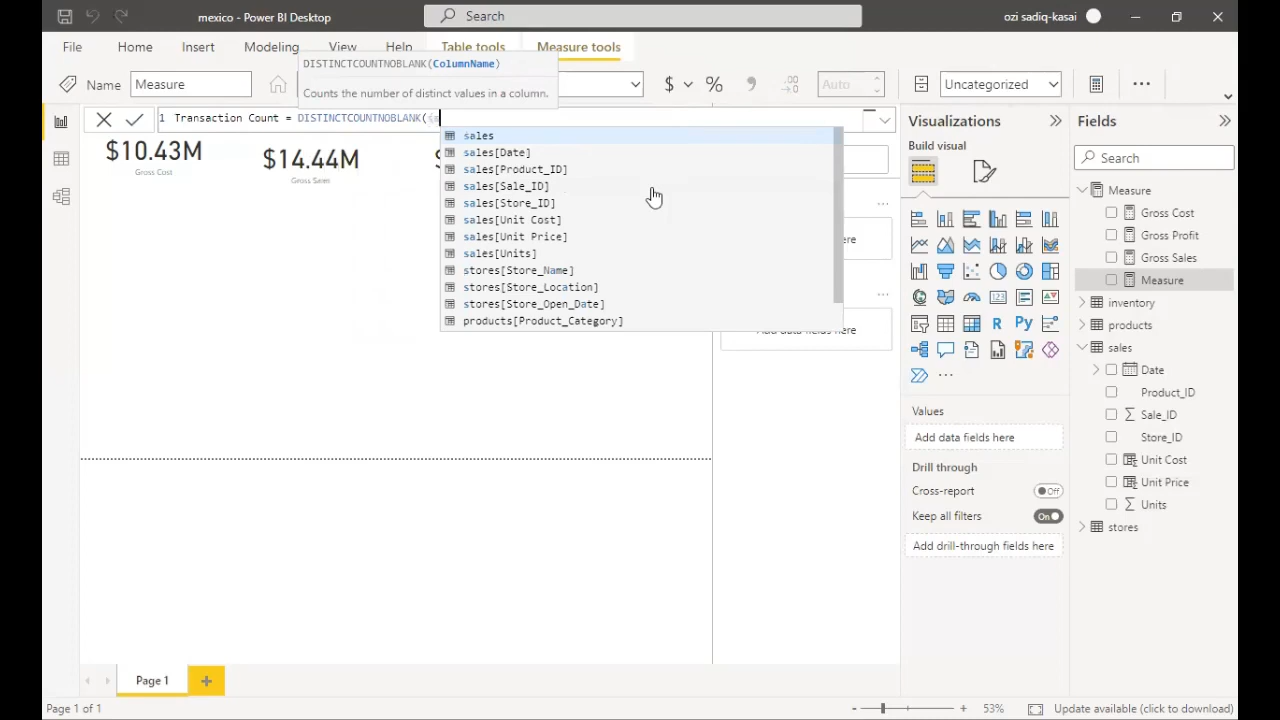 mexico - Power BI Desktop
Search
ozi sadiq-kasai
File Home Insert Modeling View Help Table tools Measure tools
DISTINCTCOUNTNOBLANK(ColumnName)
Counts the number of distinct values in a column.
Name Measure
$ % Auto Uncategorized
1 Transaction Count = DISTINCTCOUNTNOBLANK(
$10.43M
Gross Cost
$14.44M
Gross Sales
sales
sales[Date]
sales[Product_ID]
sales[Sale_ID]
sales[Store_ID]
sales[Unit Cost]
sales[Unit Price]
sales[Units]
stores[Store_Name]
stores[Store_Location]
stores[Store_Open_Date]
products[Product_Category]
ere
Add data fields here
Visualizations
Build visual
R Py
Values
Add data fields here
Drill through
Cross-report Off
Keep all filters On
Add drill-through fields here
Fields
Search
Measure
Gross Cost
Gross Profit
Gross Sales
Measure
inventory
products
sales
Date
Product_ID
Sale_ID
Store_ID
Unit Cost
Unit Price
Units
stores
Page 1
Page 1 of 1
53%
Update available (click to download)